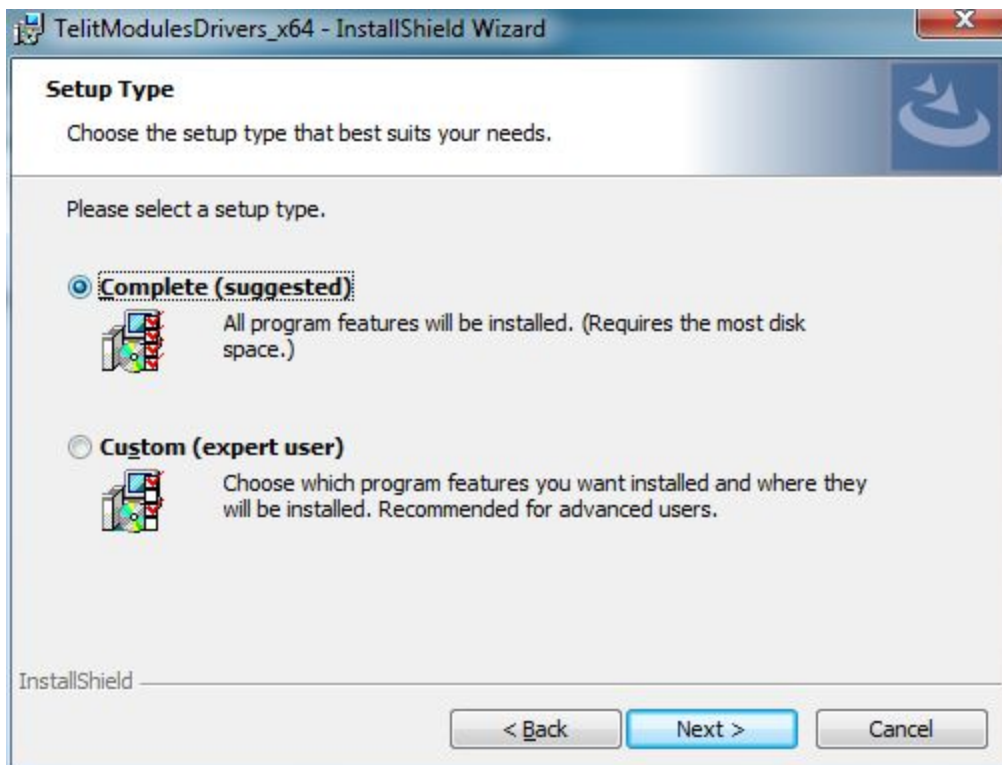 TelitModulesDrivers_x64 - InstallShield Wizard
Setup Type
Choose the setup type that best suits your needs.
Please select a setup type.
Complete (suggested)
All program features will be installed. (Requires the most disk
space.)
Custom (expert user)
Choose which program features you want installed and where they
will be installed. Recommended for advanced users.
InstallShield
< Back
Next >
Cancel